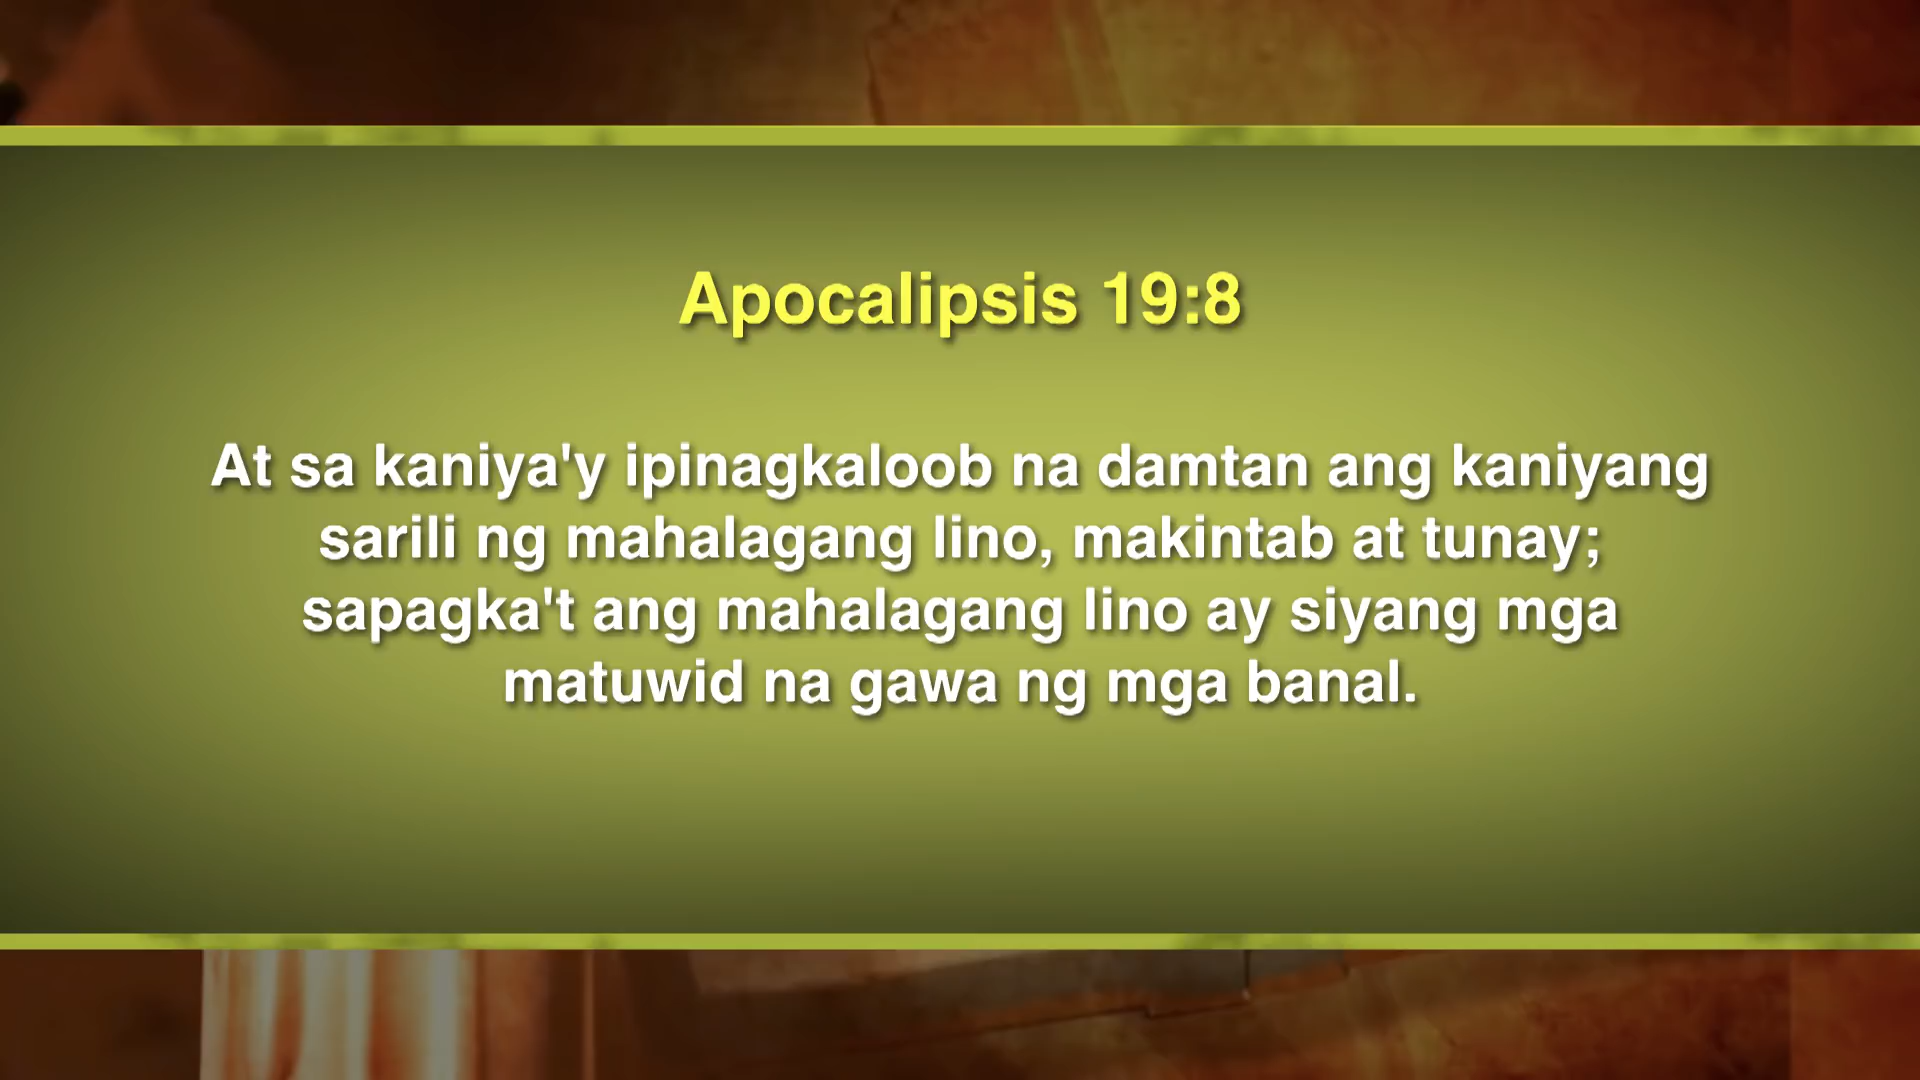 Apocalipsis 19:8
At sa kaniya'y ipinagkaloob na damtan ang kaniyang
sarili ng mahalagang lino, makintab at tunay;
sapagka't ang mahalagang lino ay siyang mga
matuwid na gawa ng mga banal.